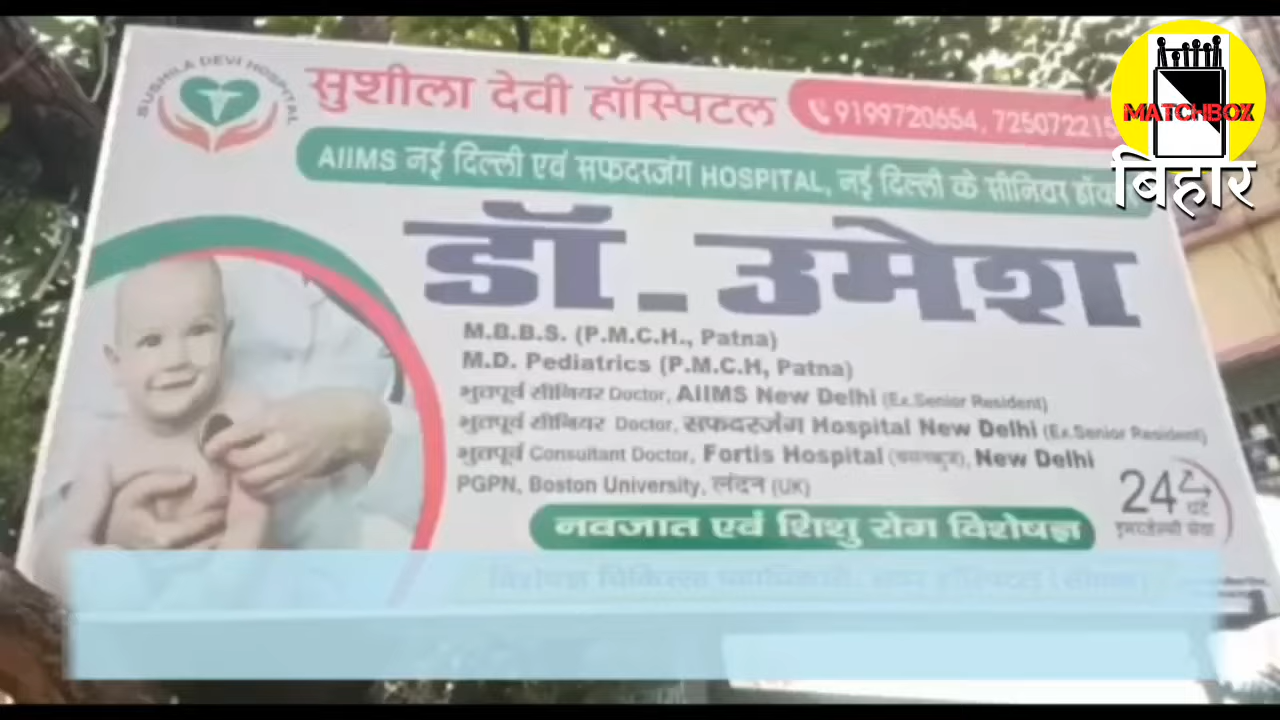 SUSHILA DEVI HOSPITAL
सुशीला देवी हॉस्पिटल
9199720654, 725072215
MATCHBOX
बिहार
AIIMS नई दिल्ली एवं सफदरजंग HOSPITAL, नई दिल्ली के सीनियर
डॉ. उमेश
M.B.B.S. (P.M.C.H., Patna)
M.D. Pediatrics (P.M.C.H, Patna)
भुतपूर्व सीनियर Doctor, AIIMS New Delhi (Ex.Senior Resident)
भुतपूर्व सीनियर Doctor, सफदरजंग Hospital New Delhi (Ex.Senior Resident)
भुतपूर्व Consultant Doctor, Fortis Hospital New Delhi
PGPN, Boston University, लंदन (UK)
24 घंटे
इमरजेन्सी सेवा
नवजात एवं शिशु रोग विशेषज्ञ